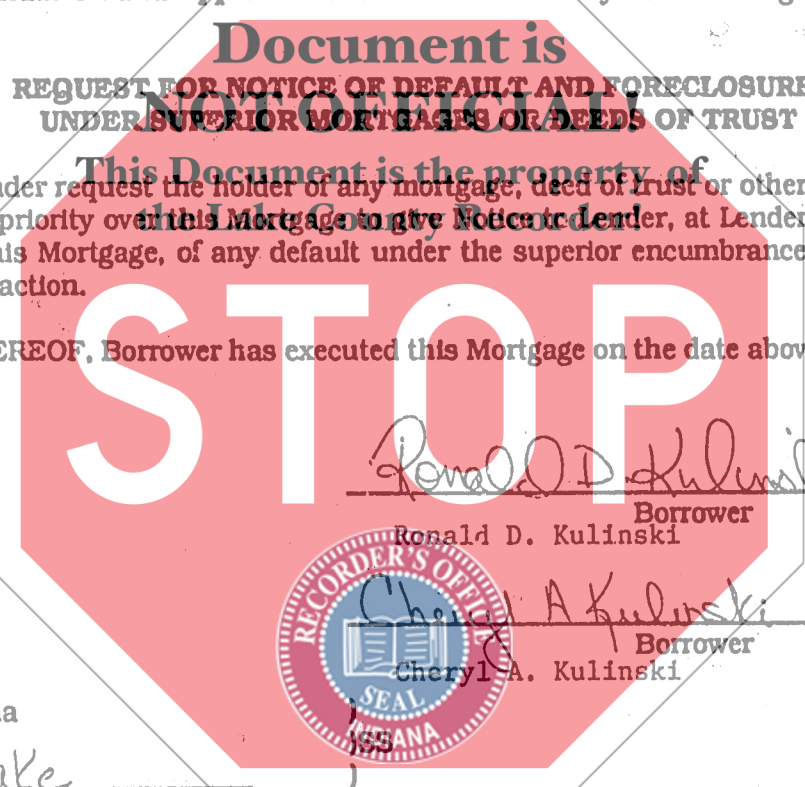 Document is
REQUEST FOR NOTICE OF DEFAULT AND FORECLOSURE
NOT OFFICIAL!
UNDER SUPERIOR MORTGAGES OR DEEDS OF TRUST
This Document is the property of
nder request the holder of any mortgage, deed of trust or other
the Lake County Recorder!
priority over this Mortgage to give Notice to Lender, at Lender
is Mortgage, of any default under the superior encumbrance
action.
STOP
EREOF, Borrower has executed this Mortgage on the date abov
Ronald D. Kulinski
Borrower
Ronald D. Kulinski
RECORDER'S OFFICE
Cheryl A Kulinski
Borrower
Cheryl A. Kulinski
SEAL
INDIANA
)
)SS
)